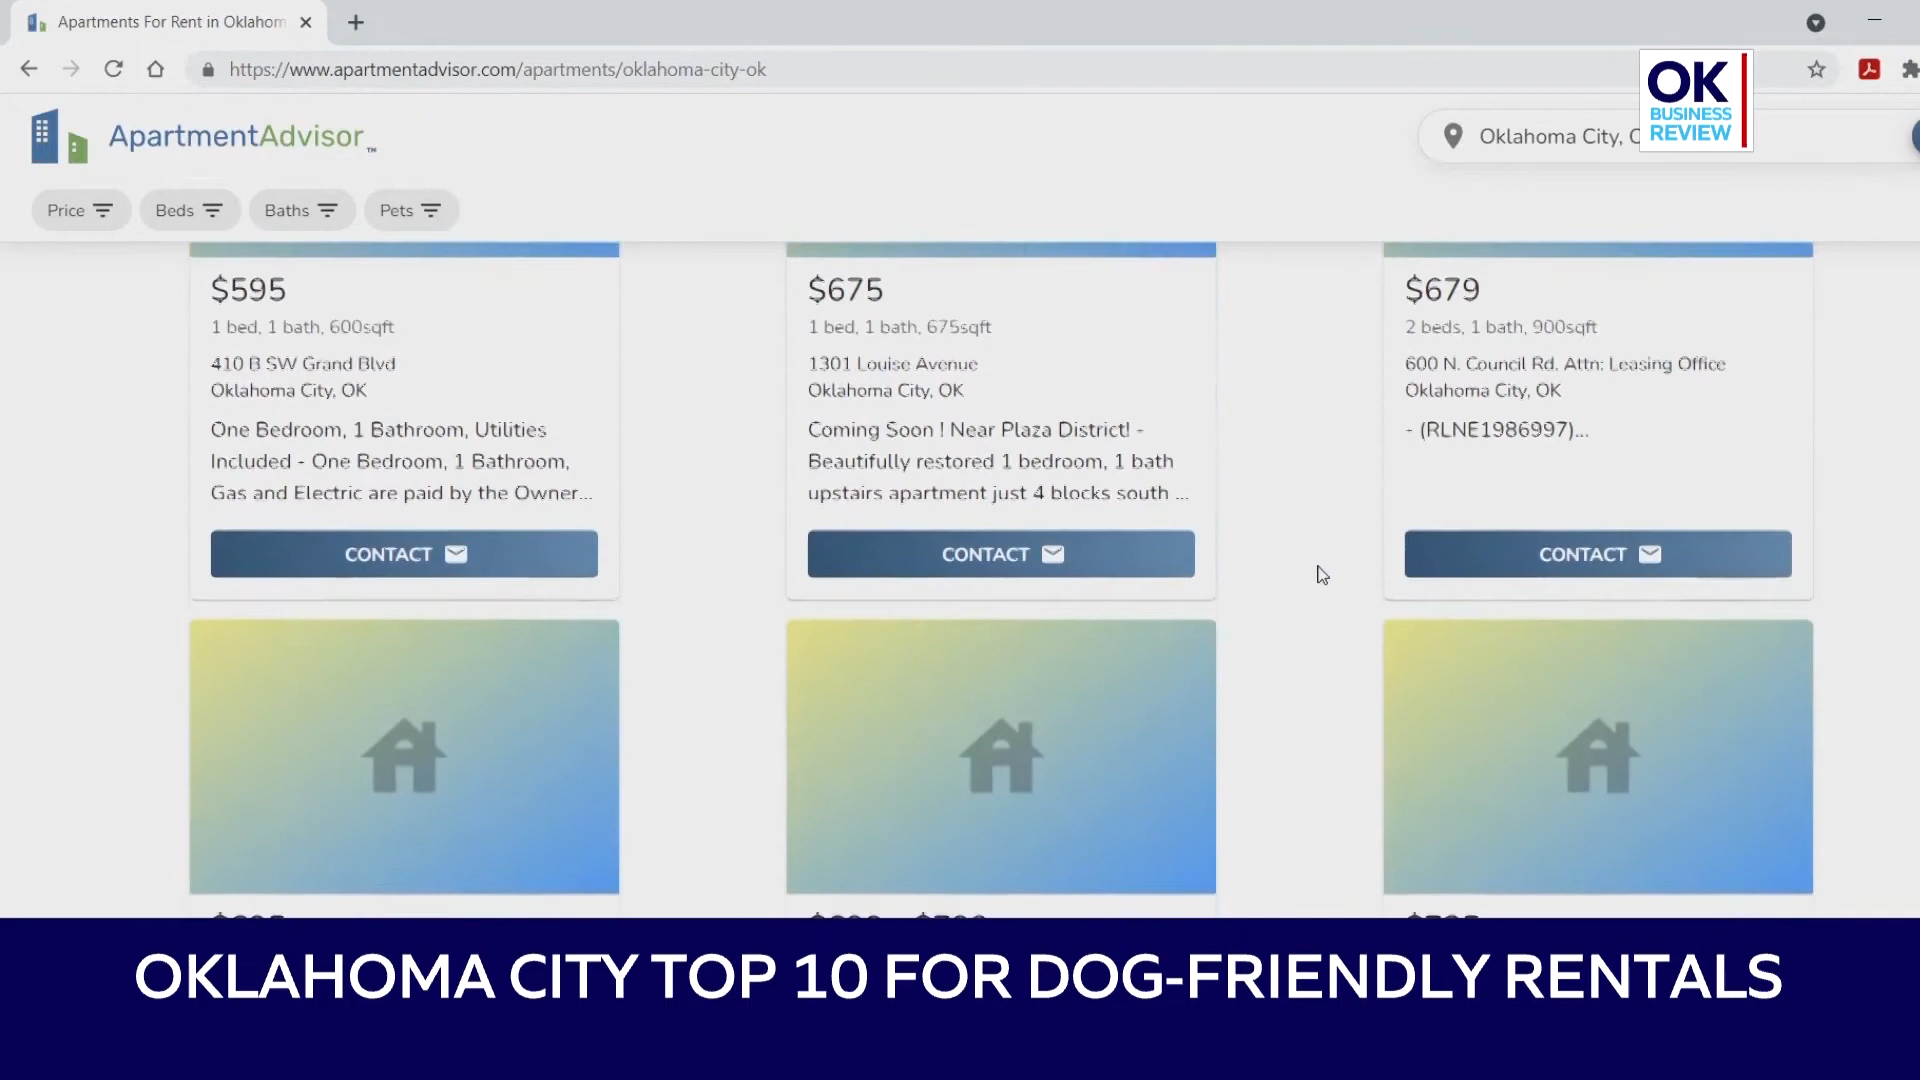 Apartments For Rent in Oklahom
https://www.apartmentadvisor.com/apartments/oklahoma-city-ok
OK
BUSINESS
REVIEW
ApartmentAdvisor™
Oklahoma City, O
Price
Beds
Baths
Pets
$595
1 bed, 1 bath, 600sqft
410 B SW Grand Blvd
Oklahoma City, OK
One Bedroom, 1 Bathroom, Utilities
Included - One Bedroom, 1 Bathroom,
Gas and Electric are paid by the Owner...
CONTACT
$675
1 bed, 1 bath, 675sqft
1301 Louise Avenue
Oklahoma City, OK
Coming Soon ! Near Plaza District! -
Beautifully restored 1 bedroom, 1 bath
upstairs apartment just 4 blocks south ...
CONTACT
$679
2 beds, 1 bath, 900sqft
600 N. Council Rd, Attn: Leasing Office
Oklahoma City, OK
- (RLNE1986997)...
CONTACT
OKLAHOMA CITY TOP 10 FOR DOG-FRIENDLY RENTALS